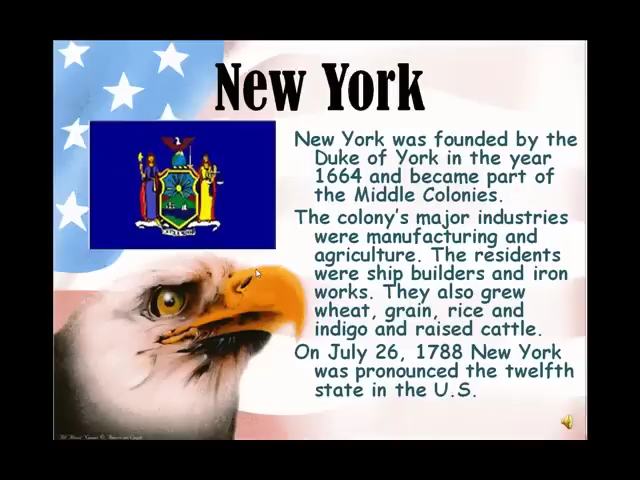 New York
New York was founded by the
Duke of York in the year
1664 and became part of
the Middle Colonies.
The colony's major industries
were manufacturing and
agriculture. The residents
were ship builders and iron
works. They also grew
wheat, grain, rice and
indigo and raised cattle.
On July 26, 1788 New York
was pronounced the twelfth
state in the U.S.